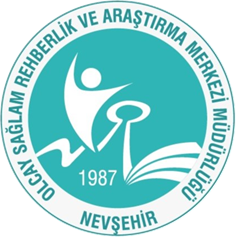 OLCAY SAĞLAM REHBERLİK VE ARAŞTIRMA MERKEZİ MÜDÜRLÜĞÜ
1987
NEVŞEHİR